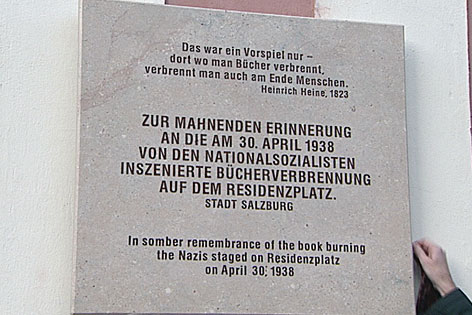 Das war ein Vorspiel nur –
dort wo man Bücher verbrennt,
verbrennt man auch am Ende Menschen.
Heinrich Heine, 1823
ZUR MAHNENDEN ERINNERUNG
AN DIE AM 30. APRIL 1938
VON DEN NATIONALSOZIALISTEN
INSZENIERTE BÜCHERVERBRENNUNG
AUF DEM RESIDENZPLATZ.
STADT SALZBURG
In somber remembrance of the book burning
the Nazis staged on Residenzplatz
on April 30, 1938